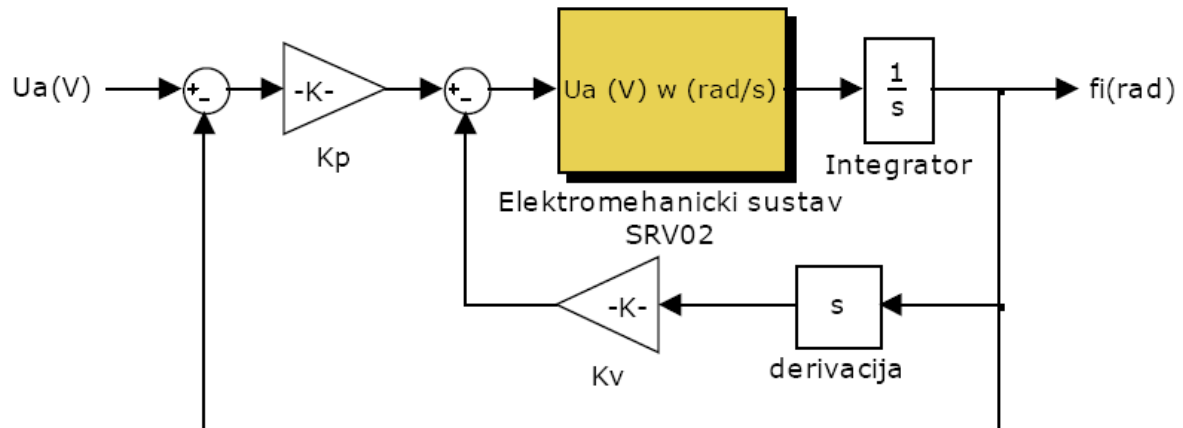 Ua(V)
+
-
-K-
Kp
+
-
Ua (V) w (rad/s)
Elektromehanicki sustav
SRV02
1
s
Integrator
fi(rad)
-K-
Kv
s
derivacija